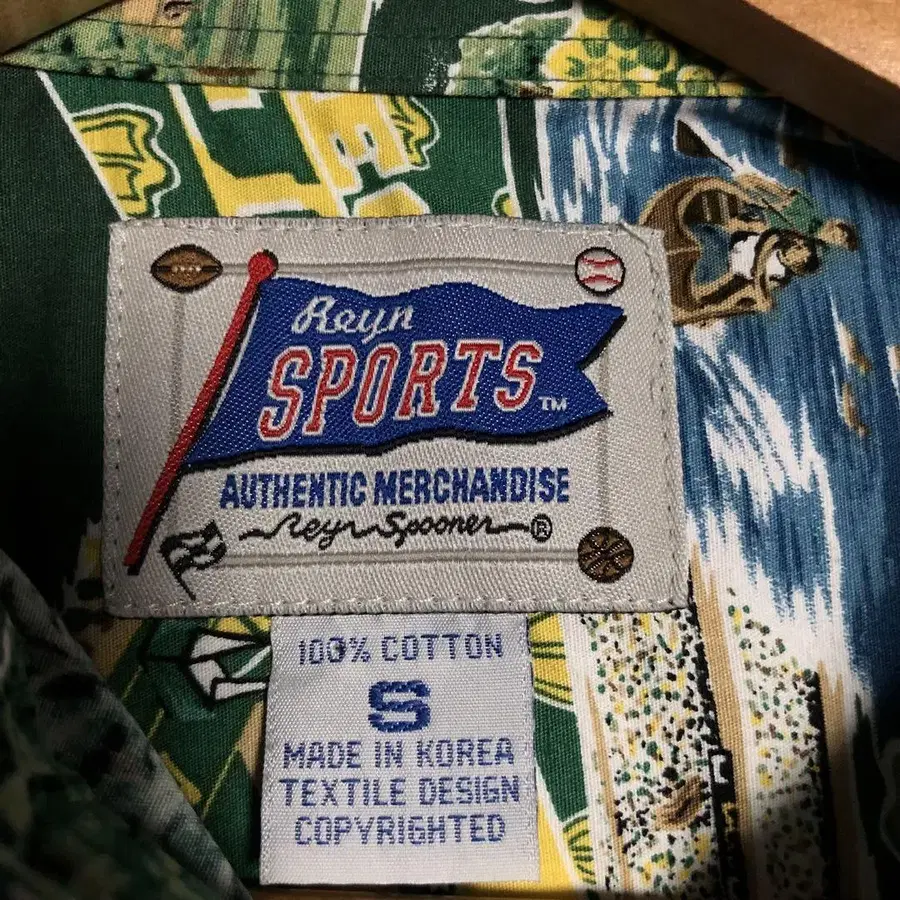 Reyn
SPORTS™
AUTHENTIC MERCHANDISE
Reyn Spooner®
100% COTTON
S
MADE IN KOREA
TEXTILE DESIGN
COPYRIGHTED